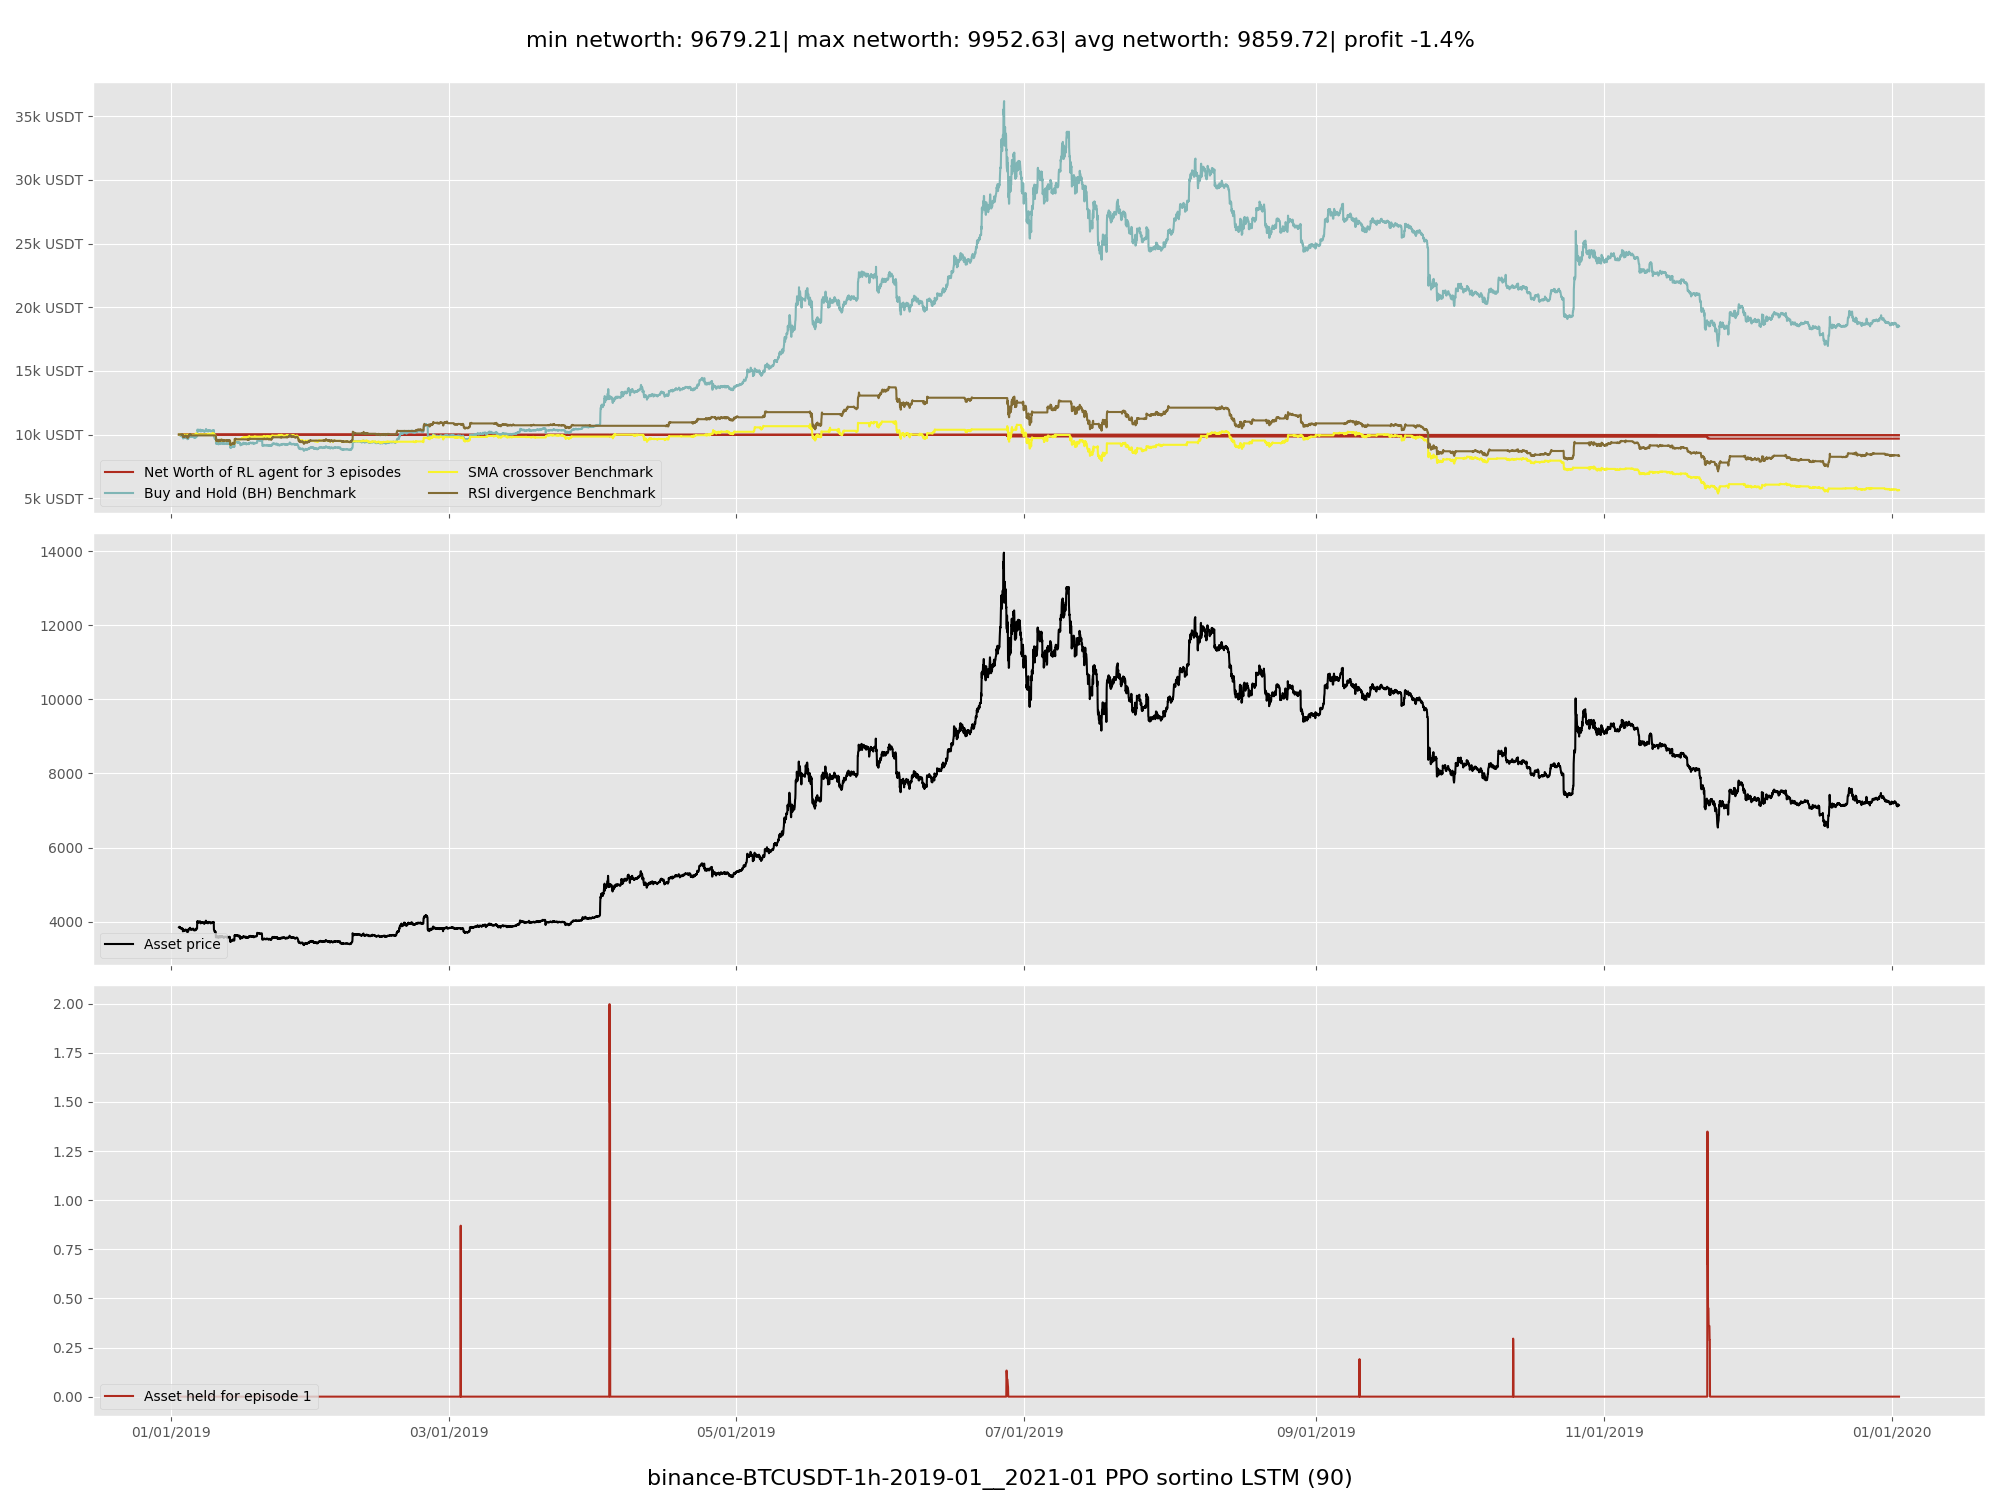 min networth: 9679.21| max networth: 9952.63| avg networth: 9859.72| profit -1.4%
35k USDT
30k USDT
25k USDT
20k USDT
15k USDT
10k USDT
5k USDT
Net Worth of RL agent for 3 episodes
Buy and Hold (BH) Benchmark
SMA crossover Benchmark
RSI divergence Benchmark
14000
12000
10000
8000
6000
4000
Asset price
2.00
1.75
1.50
1.25
1.00
0.75
0.50
0.25
0.00
Asset held for episode 1
01/01/2019 03/01/2019 05/01/2019 07/01/2019 09/01/2019 11/01/2019 01/01/2020
binance-BTCUSDT-1h-2019-01__2021-01 PPO sortino LSTM (90)